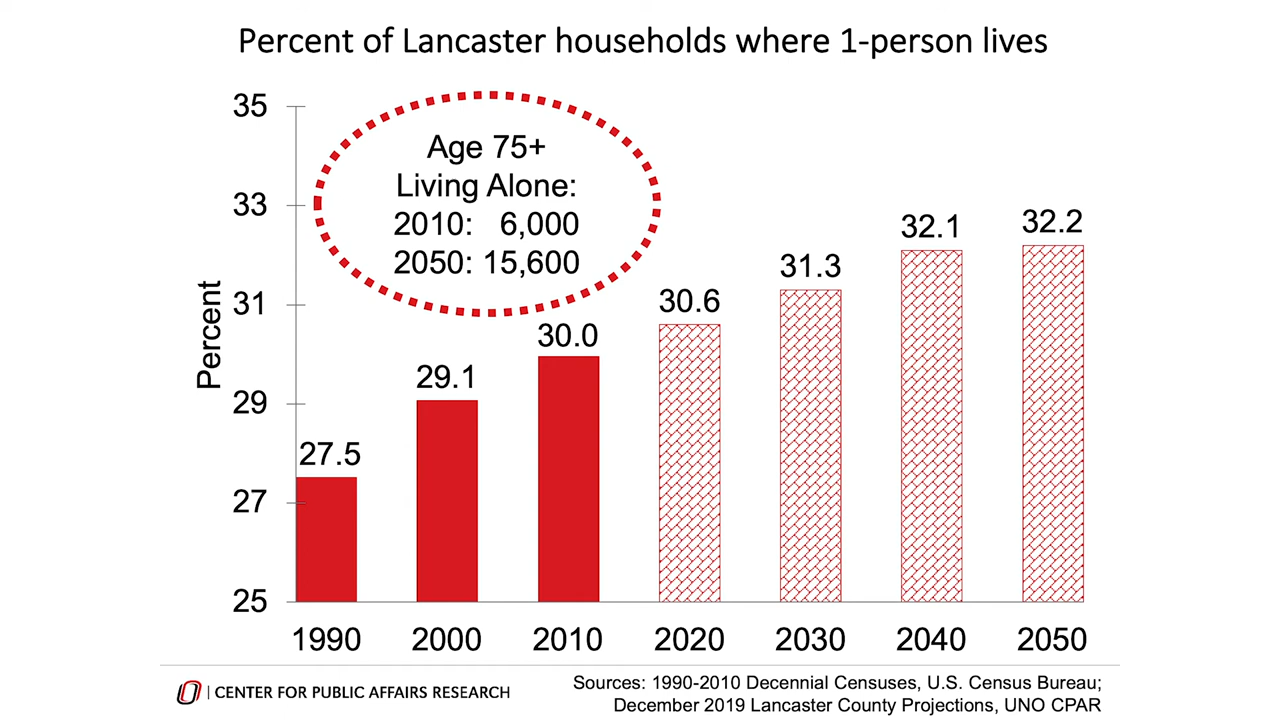 Percent of Lancaster households where 1-person lives
35
33
31
29
27
25
Percent
Age 75+
Living Alone:
2010: 6,000
2050: 15,600
27.5
29.1
30.0
30.6
31.3
32.1
32.2
1990 2000 2010 2020 2030 2040 2050
O | CENTER FOR PUBLIC AFFAIRS RESEARCH
Sources: 1990-2010 Decennial Censuses, U.S. Census Bureau;
December 2019 Lancaster County Projections, UNO CPAR